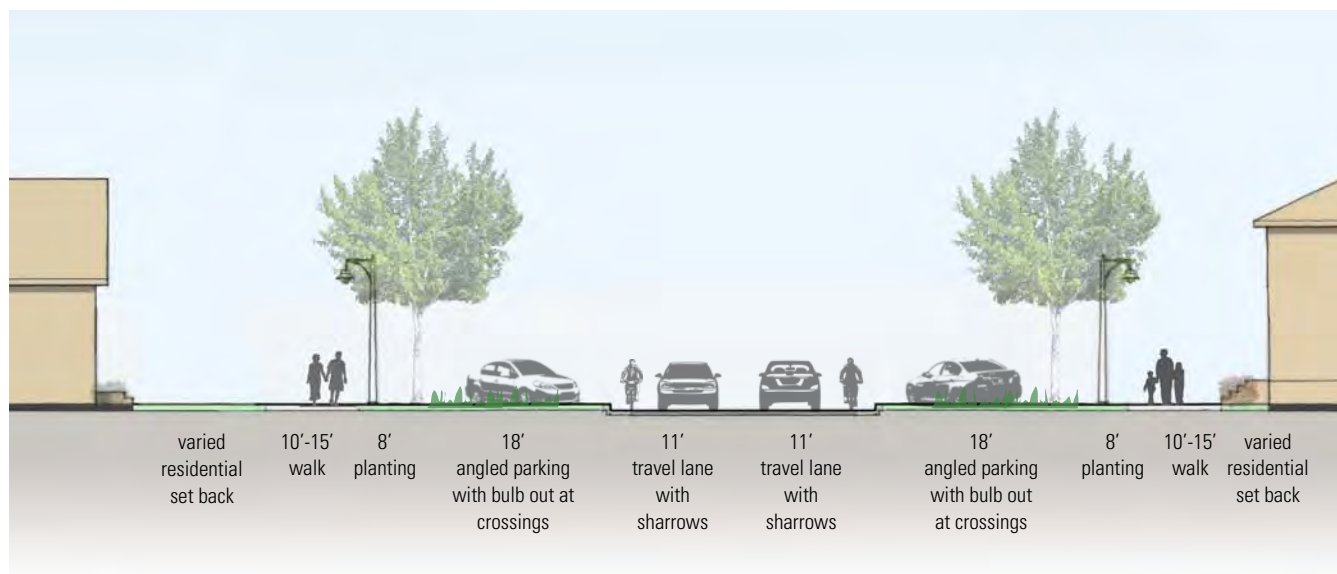 varied
residential
set back
10’-15’
walk
8’
planting
18’
angled parking
with bulb out at
crossings
11’
travel lane
with
sharrows
11’
travel lane
with
sharrows
18’
angled parking
with bulb out
at crossings
8’
planting
10’-15’
walk
varied
residential
set back